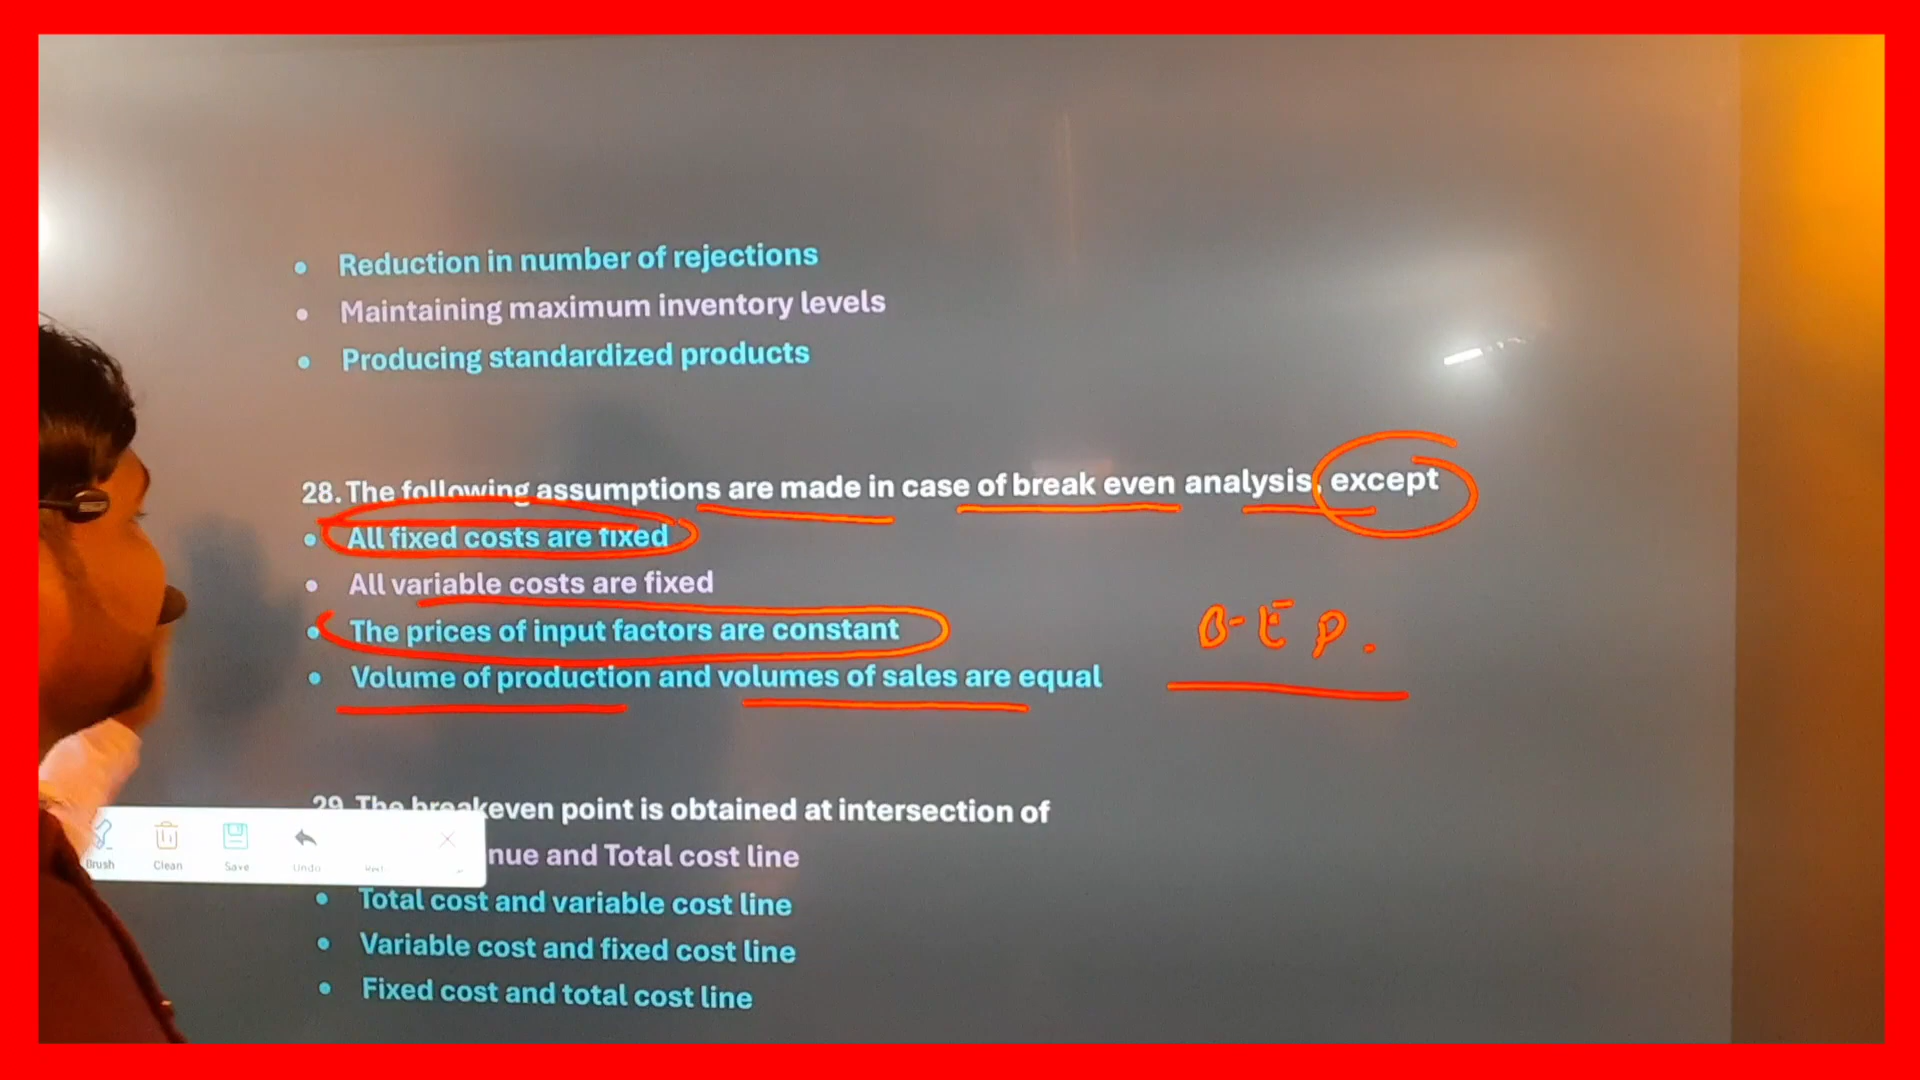 • Reduction in number of rejections
• Maintaining maximum inventory levels
• Producing standardized products
28. The following assumptions are made in case of break even analysis, except
• All fixed costs are fixed
• All variable costs are fixed
• The prices of input factors are constant
B-E P.
• Volume of production and volumes of sales are equal
29. The breakeven point is obtained at intersection of
nue and Total cost line
• Total cost and variable cost line
• Variable cost and fixed cost line
• Fixed cost and total cost line
Brush Clean Save Undo